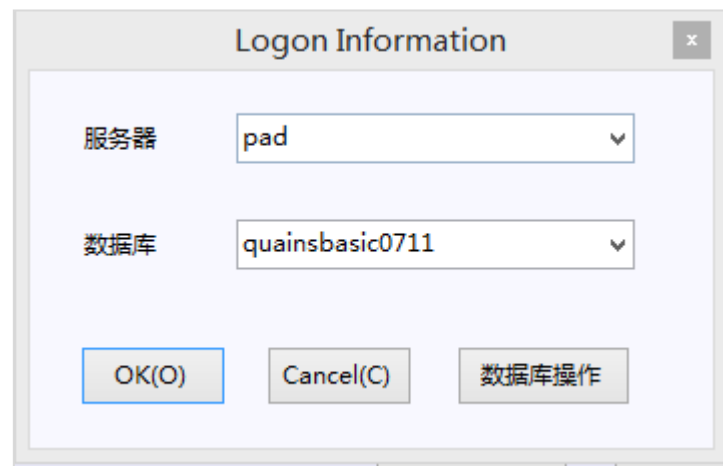 Logon Information
x
服务器 pad
数据库 quainsbasic0711
OK(O) Cancel(C) 数据库操作